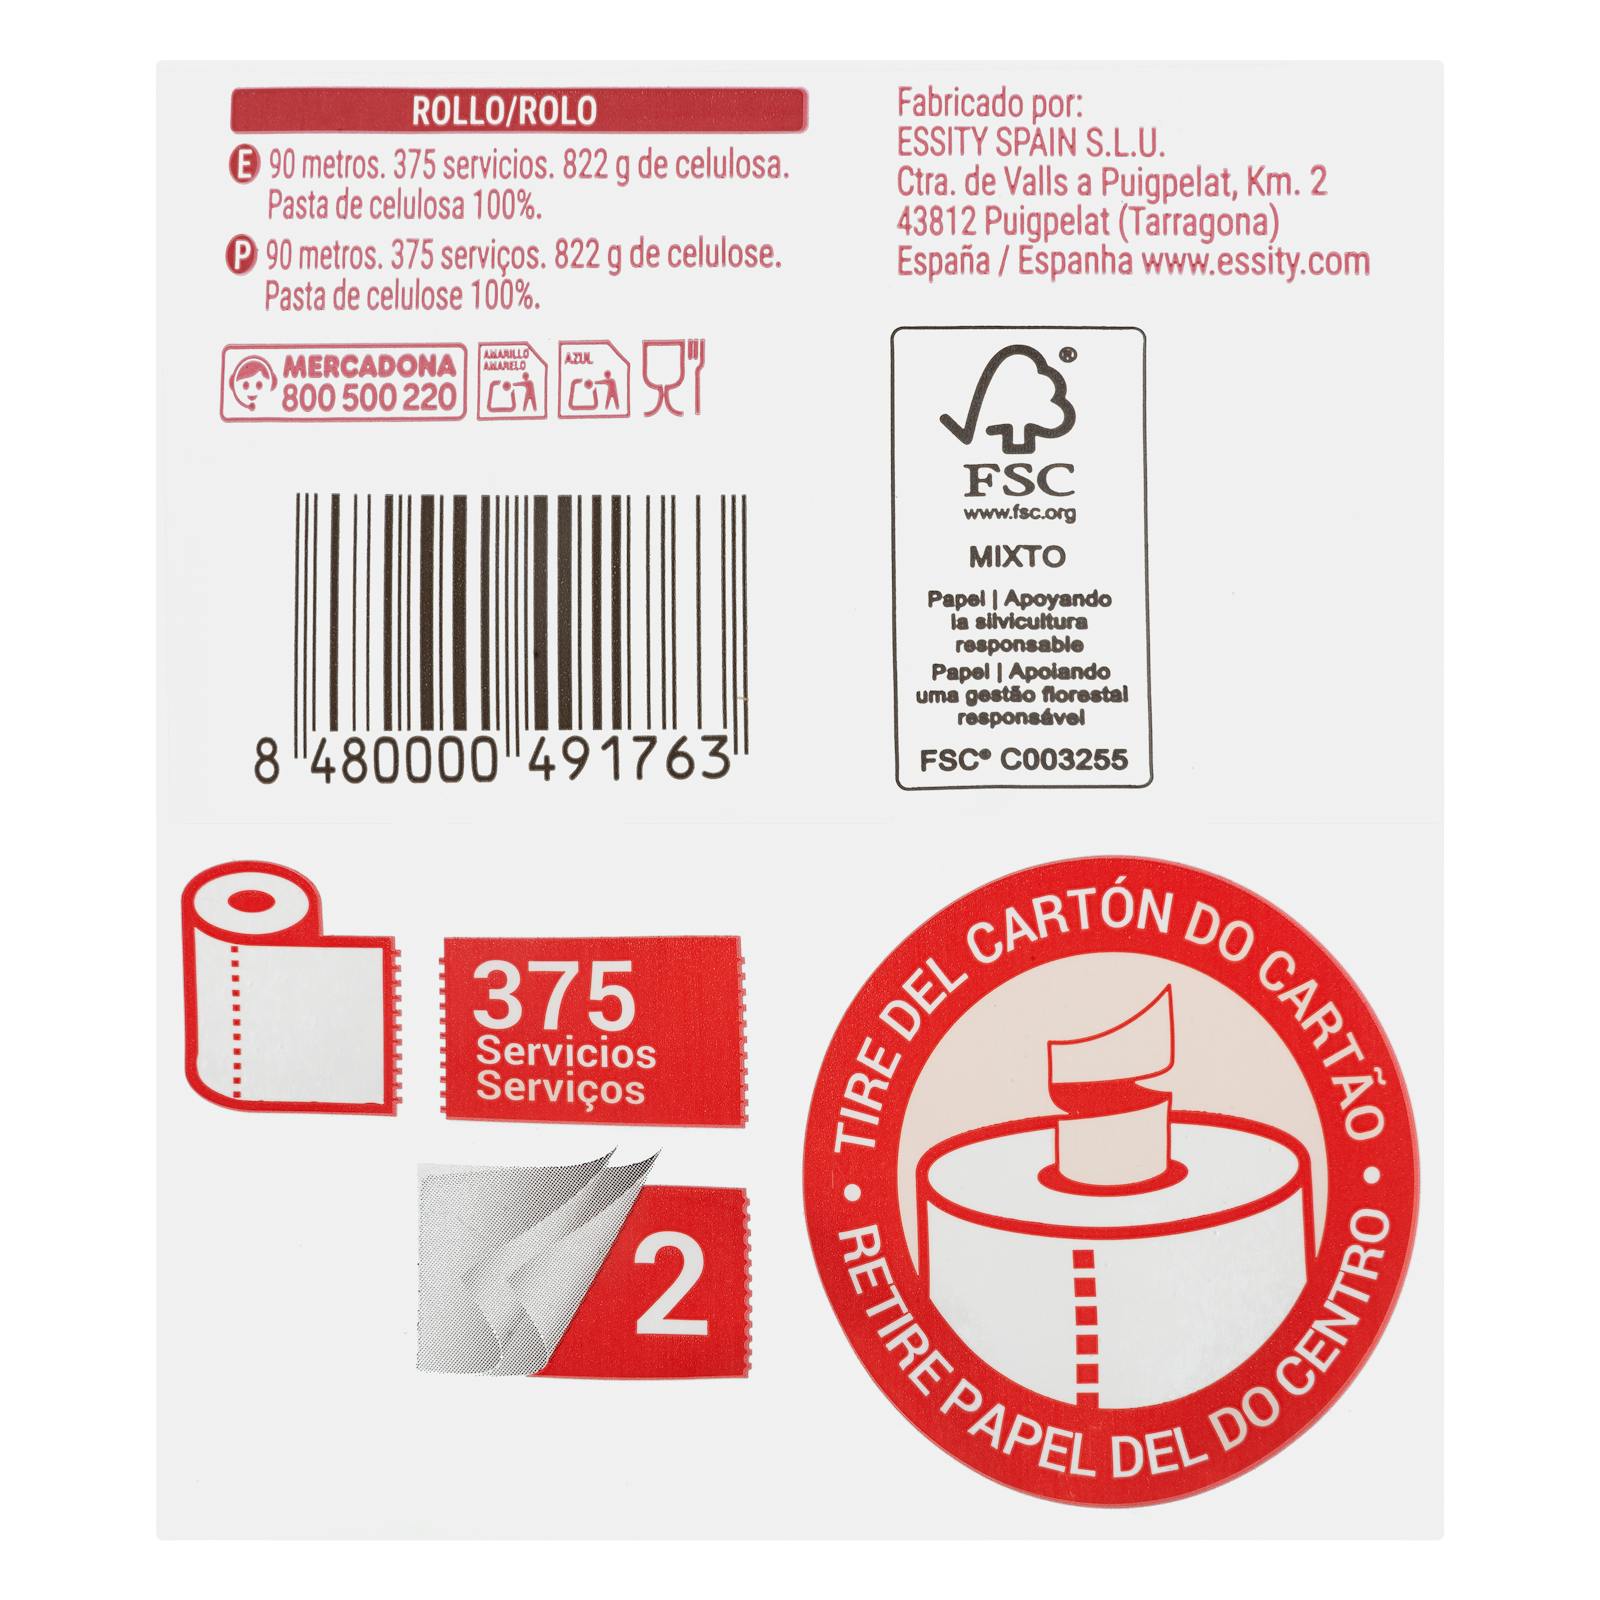 ROLLO/ROLO
E 90 metros. 375 servicios. 822 g de celulosa.
Pasta de celulosa 100%.
P 90 metros. 375 serviços. 822 g de celulose.
Pasta de celulose 100%.
MERCADONA
800 500 220
AMARILLO
AMARELO
AZUL
8 480000 491763
Fabricado por:
ESSITY SPAIN S.L.U.
Ctra. de Valls a Puigpelat, Km. 2
43812 Puigpelat (Tarragona)
España / Espanha www.essity.com
®
FSC
www.fsc.org
MIXTO
Papel | Apoyando
la silvicultura
responsable
Papel | Apoiando
uma gestão florestal
responsável
FSC® C003255
375
Servicios
Serviços
2
• TIRE DEL CARTÓN DO CARTÃO •
RETIRE PAPEL DEL DO CENTRO